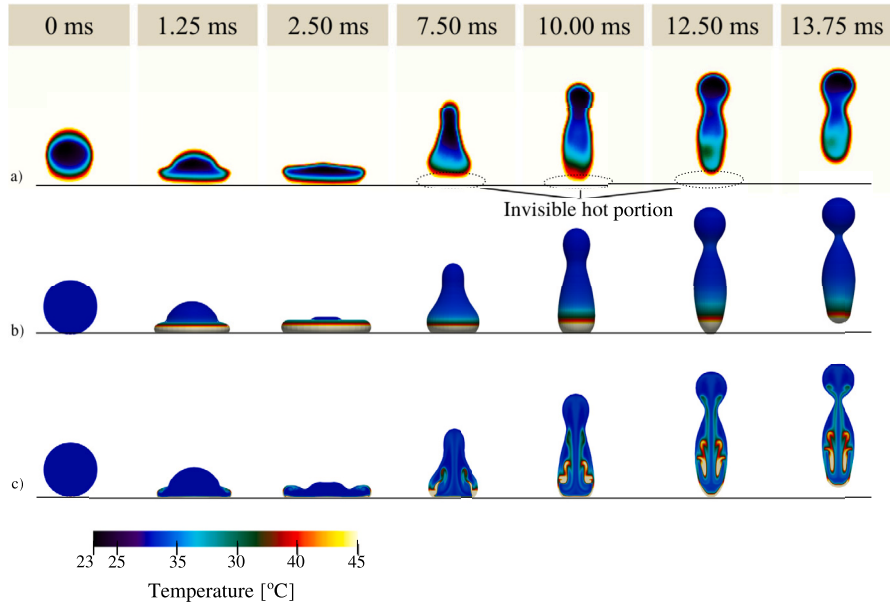 0 ms 1.25 ms 2.50 ms 7.50 ms 10.00 ms 12.50 ms 13.75 ms
a)
Invisible hot portion
b)
c)
23 25 35 30 40 45
Temperature [°C]